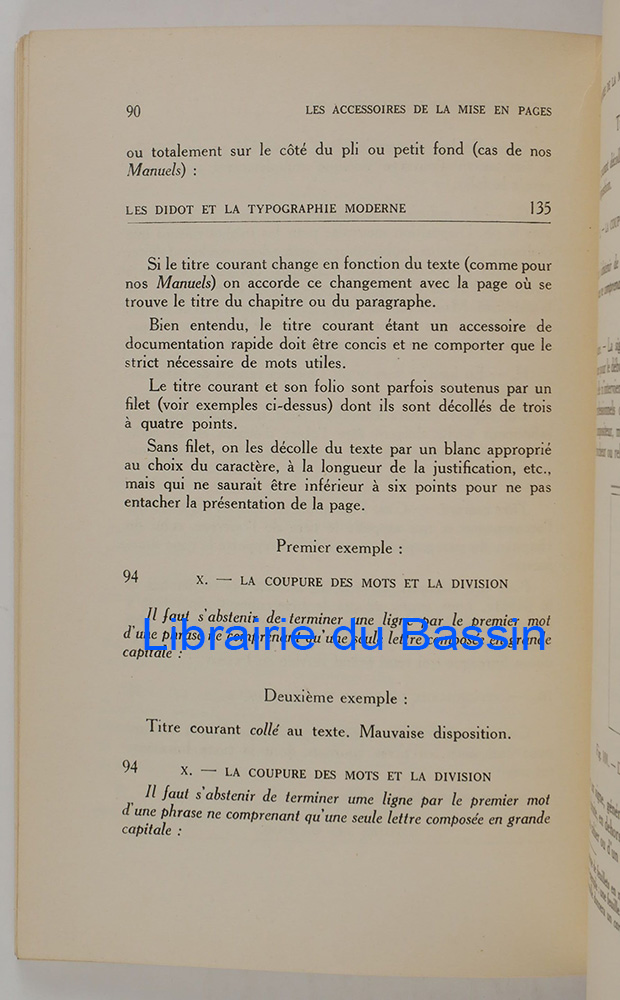 90 LES ACCESSOIRES DE LA MISE EN PAGES
ou totalement sur le côté du pli ou petit fond (cas de nos
Manuels) :
LES DIDOT ET LA TYPOGRAPHIE MODERNE 135
Si le titre courant change en fonction du texte (comme pour
nos Manuels) on accorde ce changement avec la page où se
trouve le titre du chapitre ou du paragraphe.
Bien entendu, le titre courant étant un accessoire de
documentation rapide doit être concis et ne comporter que le
strict nécessaire de mots utiles.
Le titre courant et son folio sont parfois soutenus par un
filet (voir exemples ci-dessus) dont ils sont décollés de trois
à quatre points.
Sans filet, on les décolle du texte par un blanc approprié
au choix du caractère, à la longueur de la justification, etc.,
mais qui ne saurait être inférieur à six points pour ne pas
entacher la présentation de la page.
Premier exemple :
94 X. — LA COUPURE DES MOTS ET LA DIVISION
Il faut s'abstenir de terminer une ligne par le premier mot
d'une phrase ne comprenant qu'une seule lettre composée en grande
capitale :
Librairie du Bassin
Deuxième exemple :
Titre courant collé au texte. Mauvaise disposition.
94 X. — LA COUPURE DES MOTS ET LA DIVISION
Il faut s'abstenir de terminer ume ligne par le premier mot
d'une phrase ne comprenant qu'une seule lettre composée en grande
capitale :